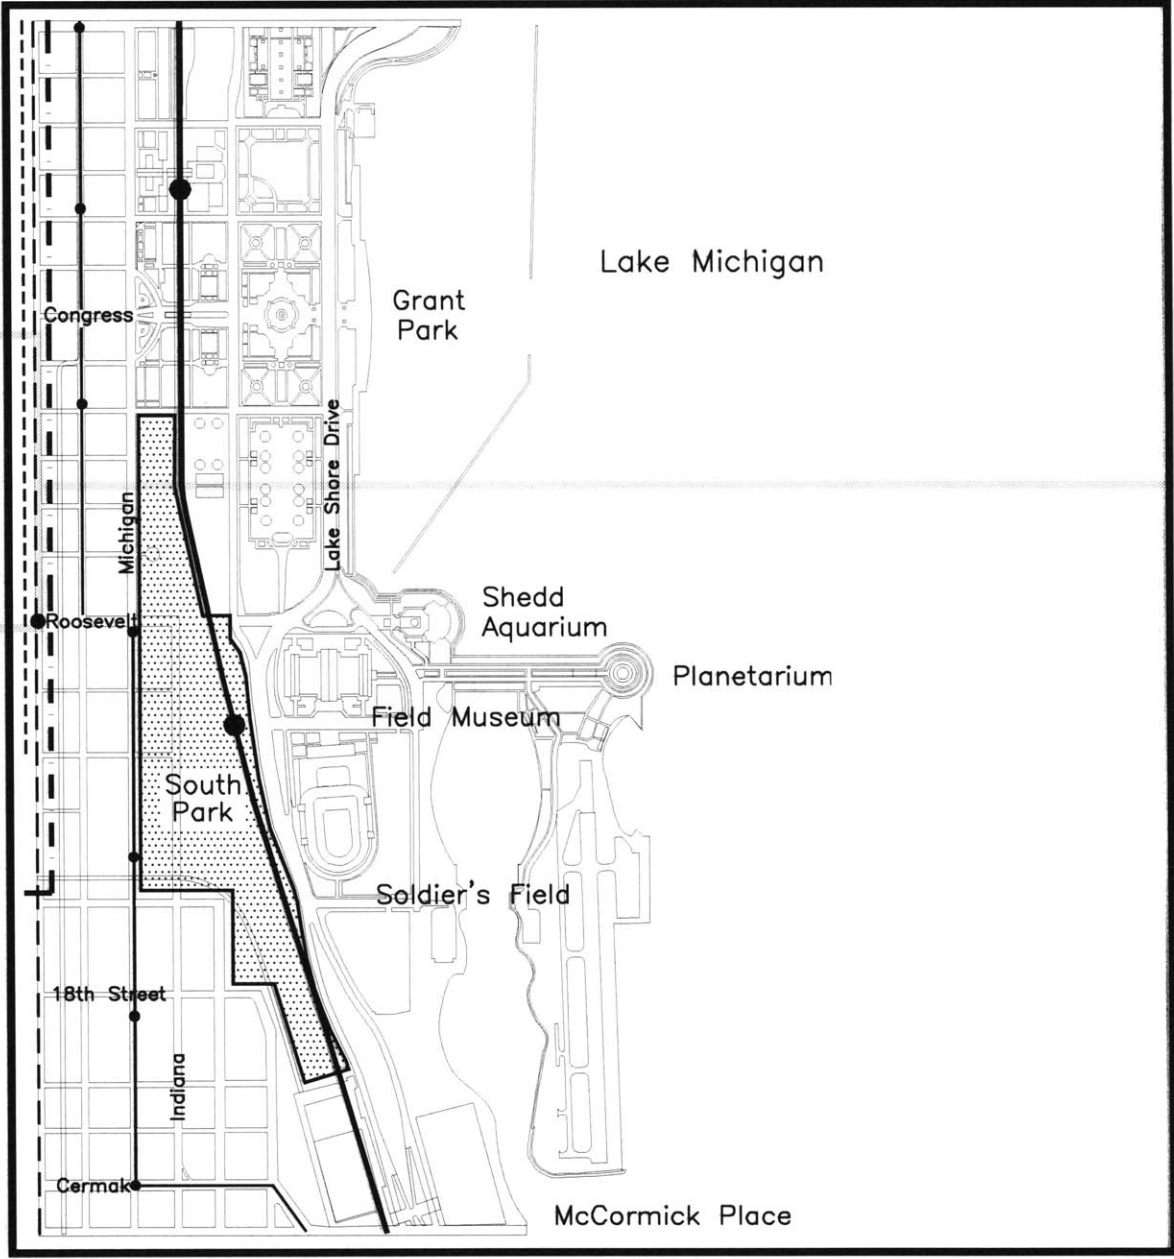 Lake Michigan
Grant
Park
Congress
Lake Shore Drive
Michigan
Shedd
Aquarium
Roosevelt
Planetarium
Field Museum
South
Park
Soldier's Field
18th Street
Indiana
Cermak
McCormick Place